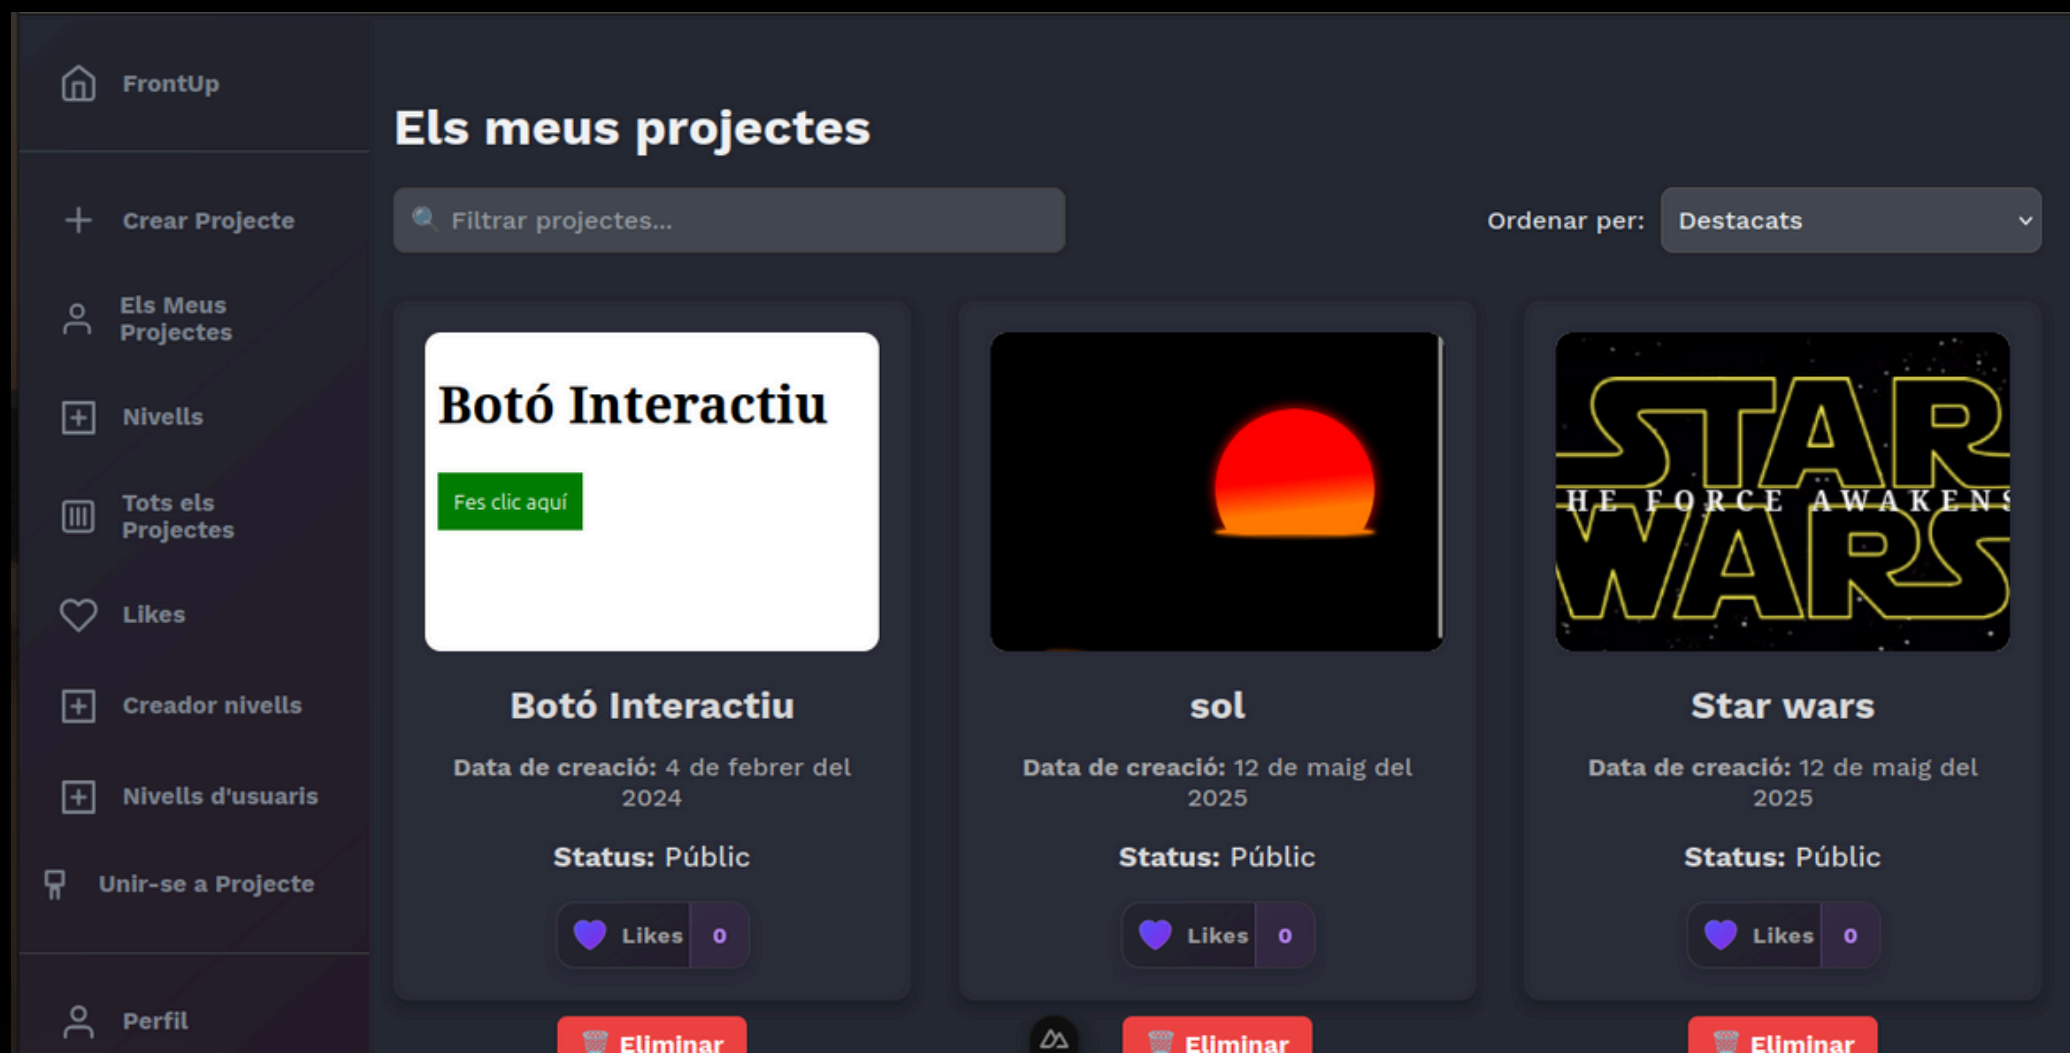 FrontUp
Crear Projecte
Els Meus
Projectes
Nivells
Tots els
Projectes
Likes
Creador nivells
Nivells d'usuaris
Unir-se a Projecte
Perfil
Els meus projectes
Filtrar projectes...
Ordenar per:
Destacats
Botó Interactiu
Fes clic aquí
Botó Interactiu
Data de creació: 4 de febrer del
2024
Status: Públic
Likes 0
Eliminar
sol
Data de creació: 12 de maig del
2025
Status: Públic
Likes 0
Eliminar
STAR
HE FORCE AWAKENS
WARS
Star wars
Data de creació: 12 de maig del
2025
Status: Públic
Likes 0
Eliminar